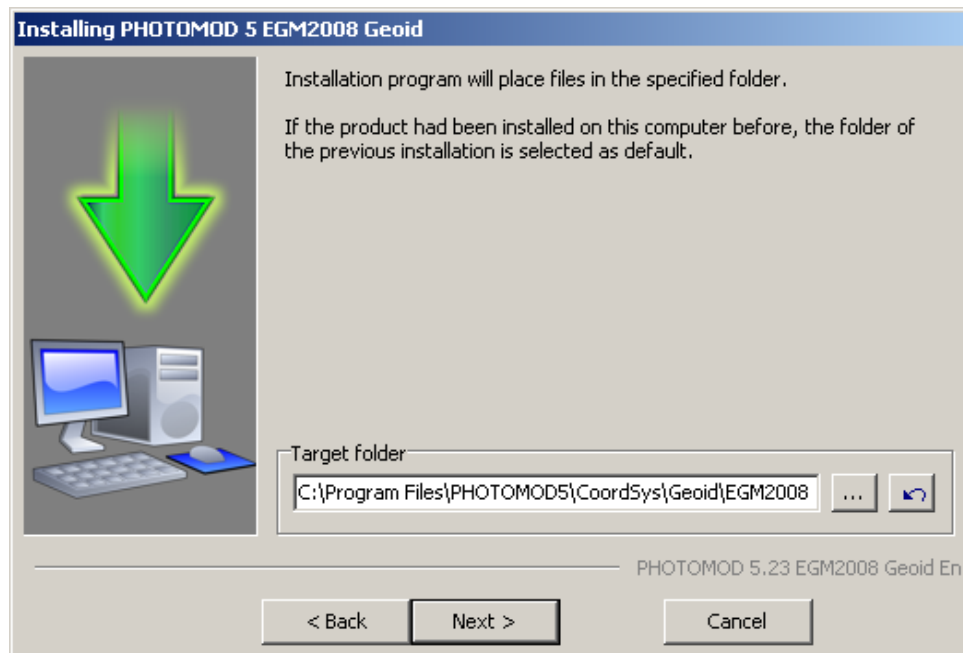 Installing PHOTOMOD 5 EGM2008 Geoid
Installation program will place files in the specified folder.
If the product had been installed on this computer before, the folder of
the previous installation is selected as default.
Target folder
C:\Program Files\PHOTOMOD5\CoordSys\Geoid\EGM2008
...
PHOTOMOD 5.23 EGM2008 Geoid En
< Back
Next >
Cancel